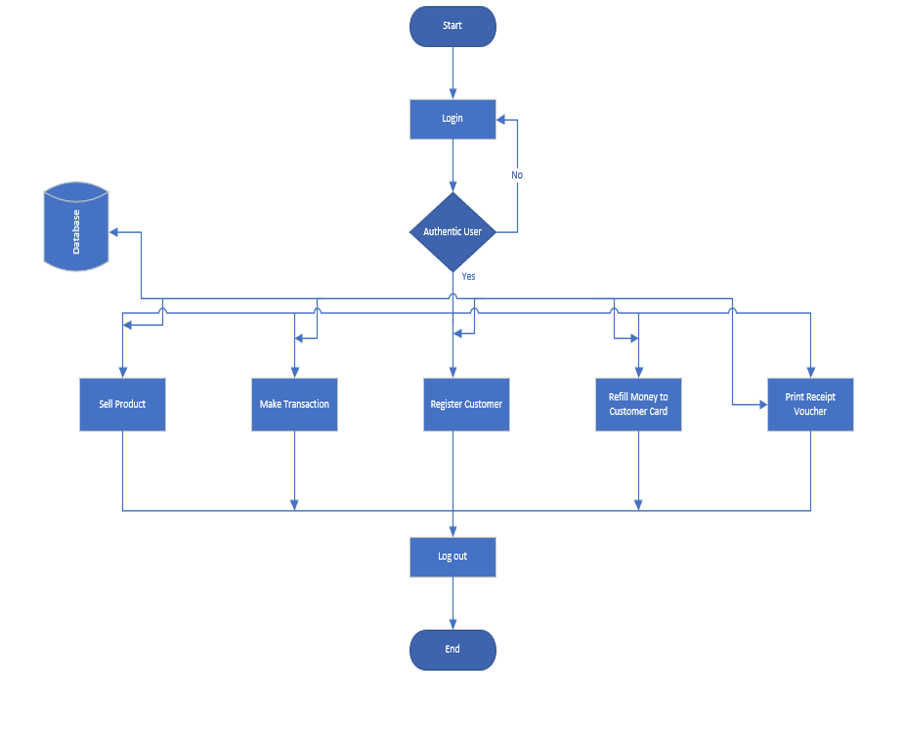 Start
Login
No
Database
Authentic User
Yes
Sell Product
Make Transaction
Register Customer
Refill Money to
Customer Card
Print Receipt
Voucher
Log out
End